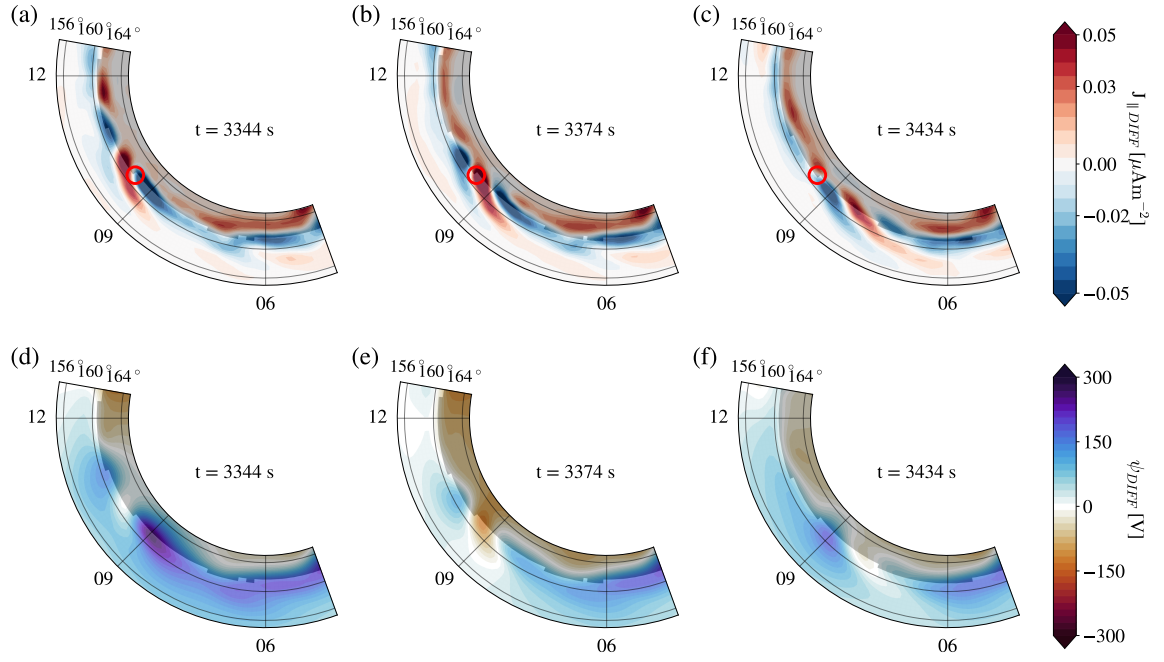 (a)
156° 160° 164°
12
t = 3344 s
09
06
(b)
156° 160° 164°
12
t = 3374 s
09
06
(c)
156° 160° 164°
12
t = 3434 s
09
06
0.05
0.03
0.00
−0.02
−0.05
J∥DIFF [μAm⁻²]
(d)
156° 160° 164°
12
t = 3344 s
09
06
(e)
156° 160° 164°
12
t = 3374 s
09
06
(f)
156° 160° 164°
12
t = 3434 s
09
06
300
150
0
−150
−300
ψDIFF [V]